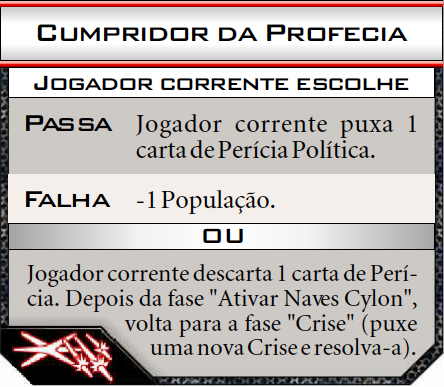 Cumpridor da Profecia
Jogador corrente escolhe
Passa Jogador corrente puxa 1
carta de Perícia Política.
Falha -1 População.
OU
Jogador corrente descarta 1 carta de Perí-
cia. Depois da fase "Ativar Naves Cylon",
volta para a fase "Crise" (puxe
uma nova Crise e resolva-a).